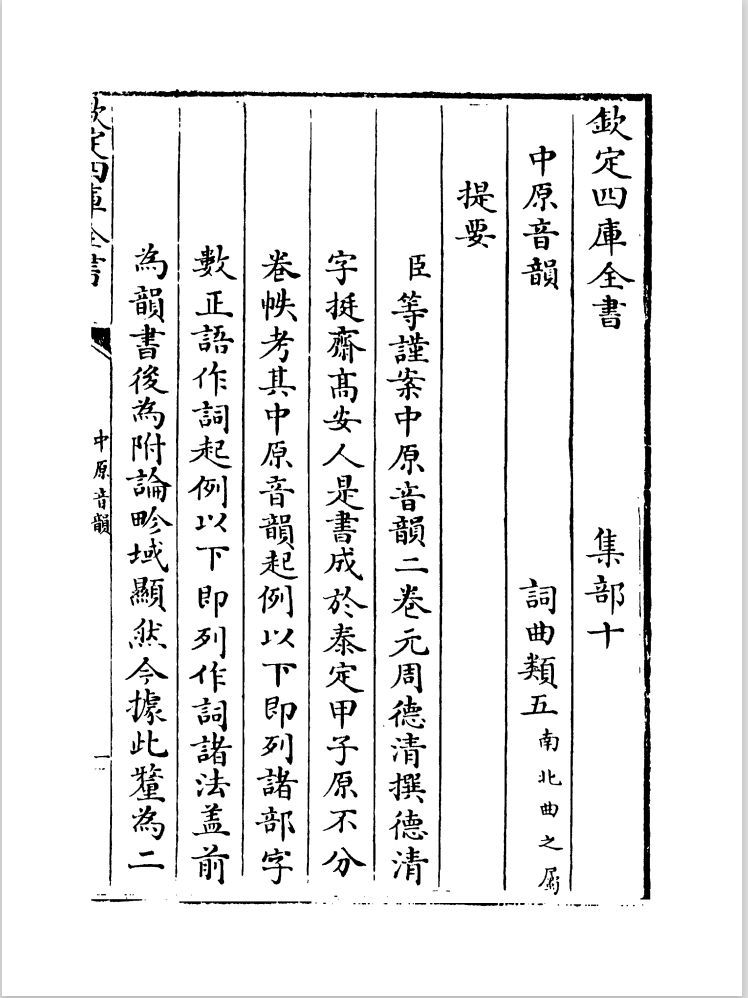 欽定四庫全書 集部十
中原音韻 詞曲類五南北曲之屬
提要
臣等謹案中原音韻二卷元周德清撰德清
字挺齋高安人是書成於泰定甲子原不分
卷帙考其中原音韻起例以下即列諸部字
數正語作詞起例以下即列作詞諸法盖前
為韻書後為附論畛域顯然今據此釐為二
欽定四庫全書 中原音韻 一